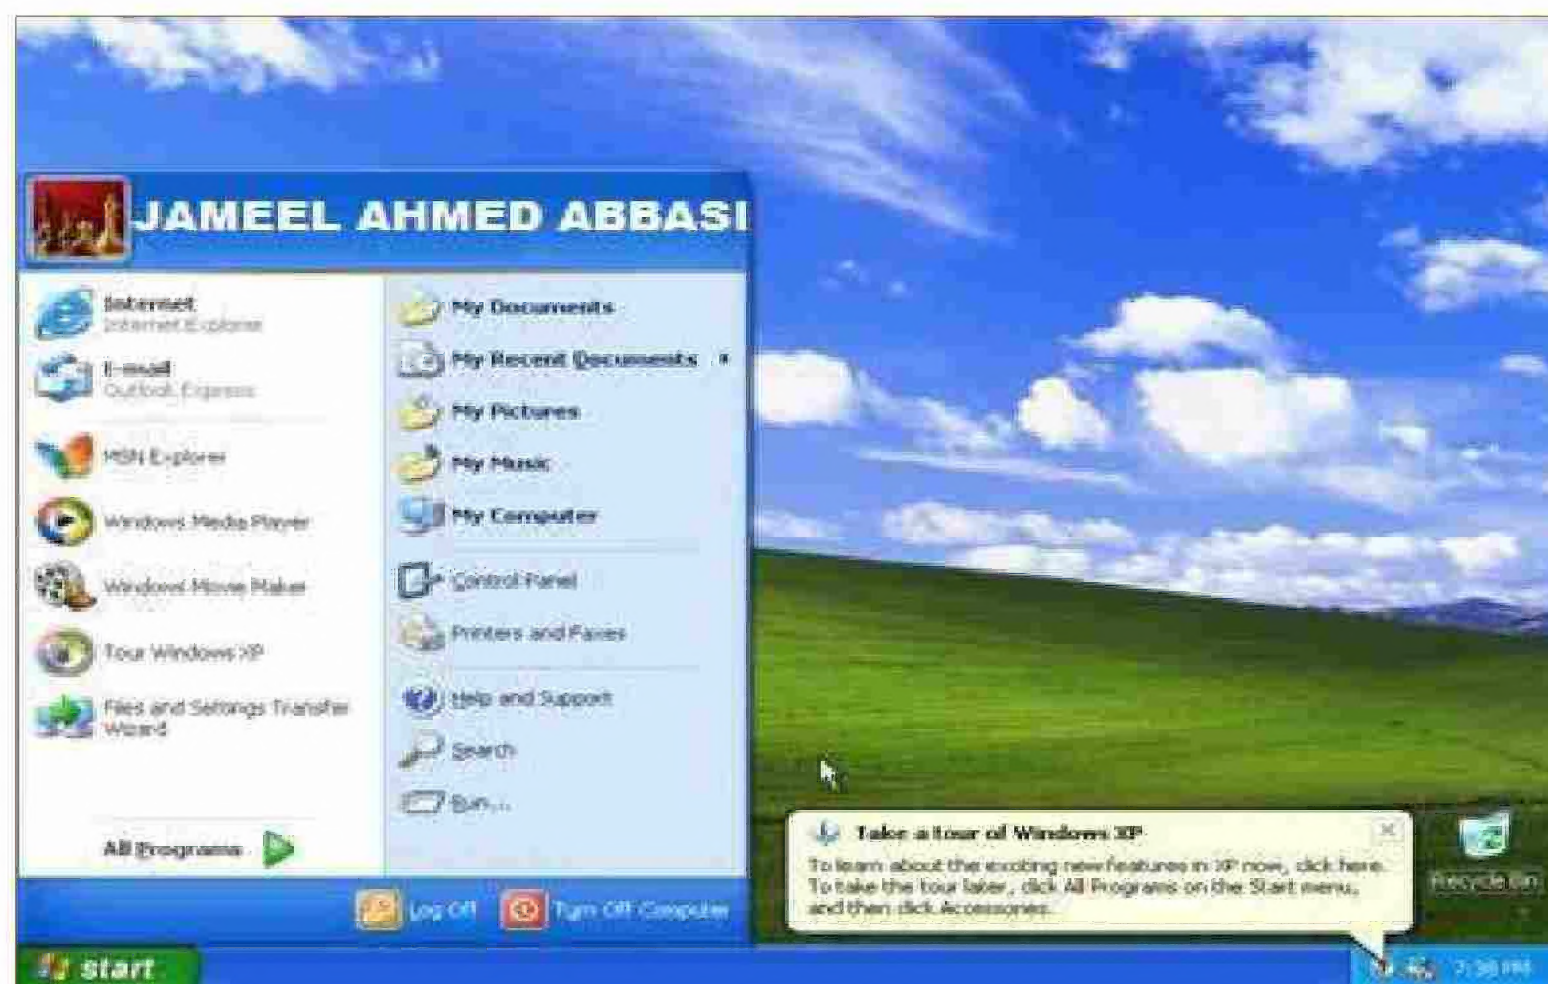 JAMEEL AHMED ABBASI
Internet
Internet Explorer
E-mail
Outlook Express
MSN Explorer
Windows Media Player
Windows Movie Maker
Tour Windows XP
Files and Settings Transfer
Wizard
All Programs
My Documents
My Recent Documents
My Pictures
My Music
My Computer
Control Panel
Printers and Faxes
Help and Support
Search
Run...
Log Off
Turn Off Computer
Take a tour of Windows XP
To learn about the exciting new features in XP now, click here.
To take the tour later, click All Programs on the Start menu,
and then click Accessories.
Recycle Bin
start
7:36 PM